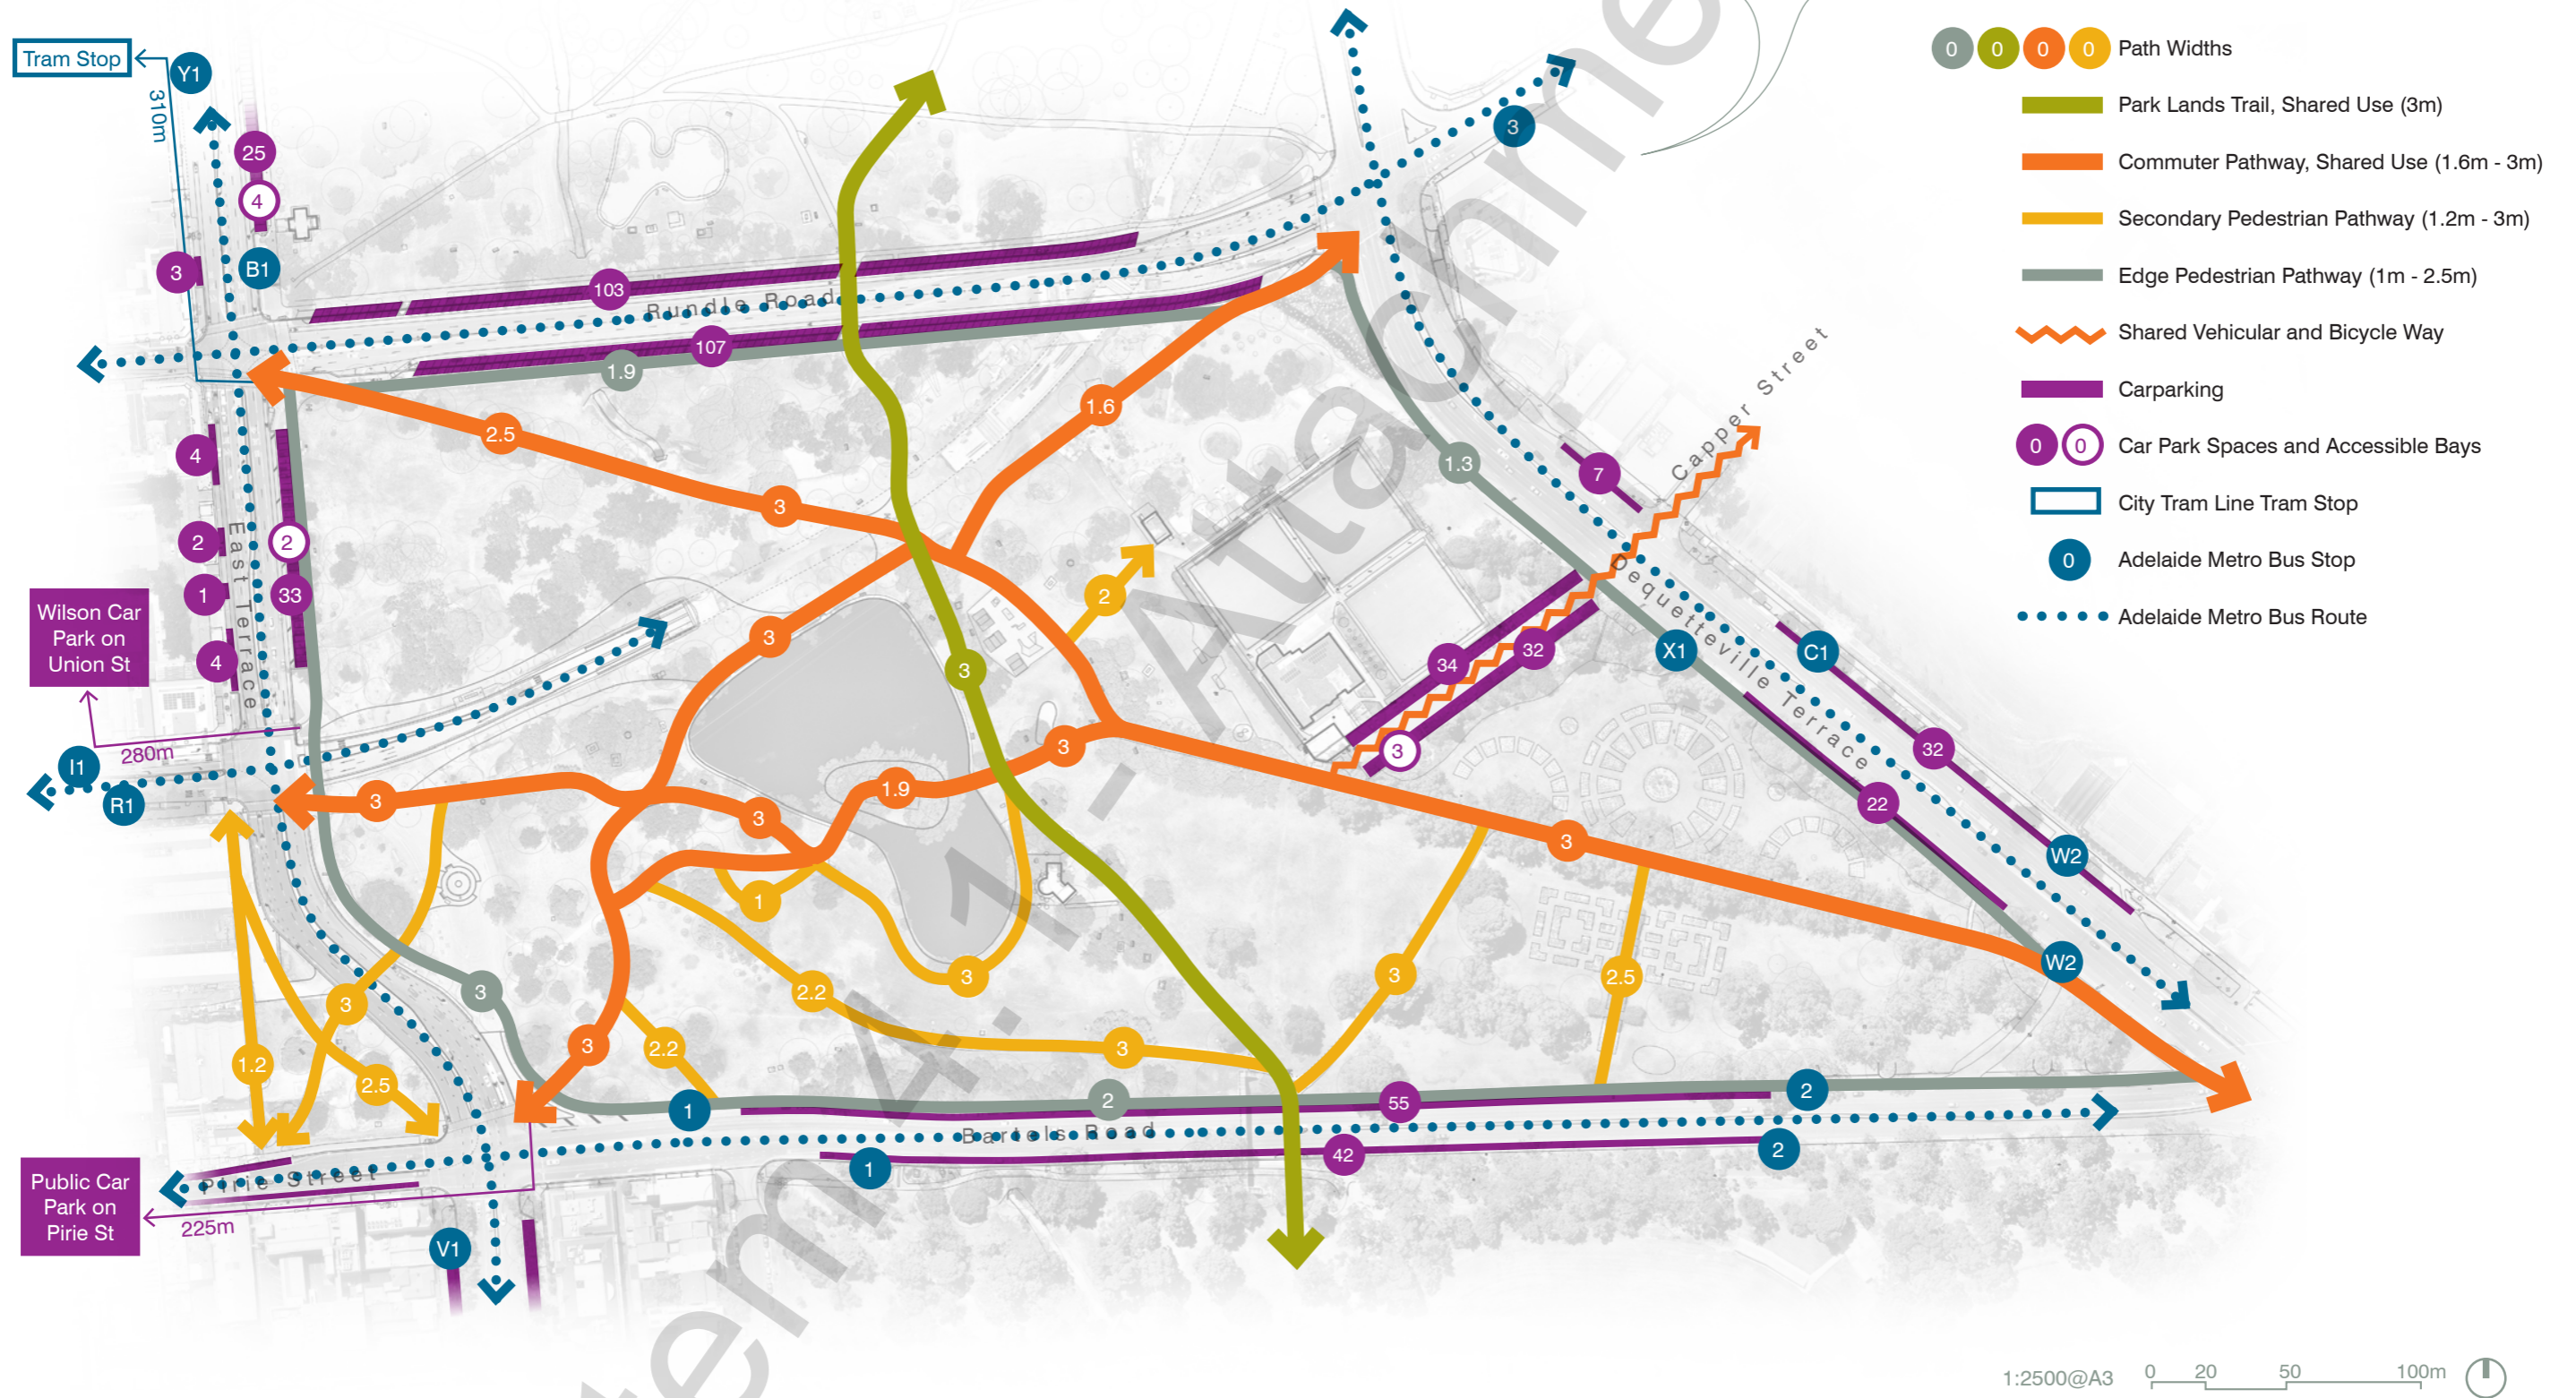 Tram Stop
Y1
310m
25
4
3
B1
103
Rundle Road
107
1.9
3
2.5
1.6
3
4
2
2
1
33
4
East Terrace
Wilson Car
Park on
Union St
280m
I1
R1
3
3
3
1.9
3
3
2
1.3
7
Capper Street
Dequetteville Terrace
34
32
3
X1
C1
32
22
W2
W2
3
3
1
3
2.2
3
3
2.5
3
3
2.2
3
1.2
2.5
1
2
55
2
Bartels Road
1
42
2
Pirie Street
Public Car
Park on
Pirie St
225m
V1
Item 4.1 - Attachme
0 0 0 0 Path Widths
Park Lands Trail, Shared Use (3m)
Commuter Pathway, Shared Use (1.6m - 3m)
Secondary Pedestrian Pathway (1.2m - 3m)
Edge Pedestrian Pathway (1m - 2.5m)
Shared Vehicular and Bicycle Way
Carparking
0 0 Car Park Spaces and Accessible Bays
City Tram Line Tram Stop
0 Adelaide Metro Bus Stop
Adelaide Metro Bus Route
1:2500@A3 0 20 50 100m